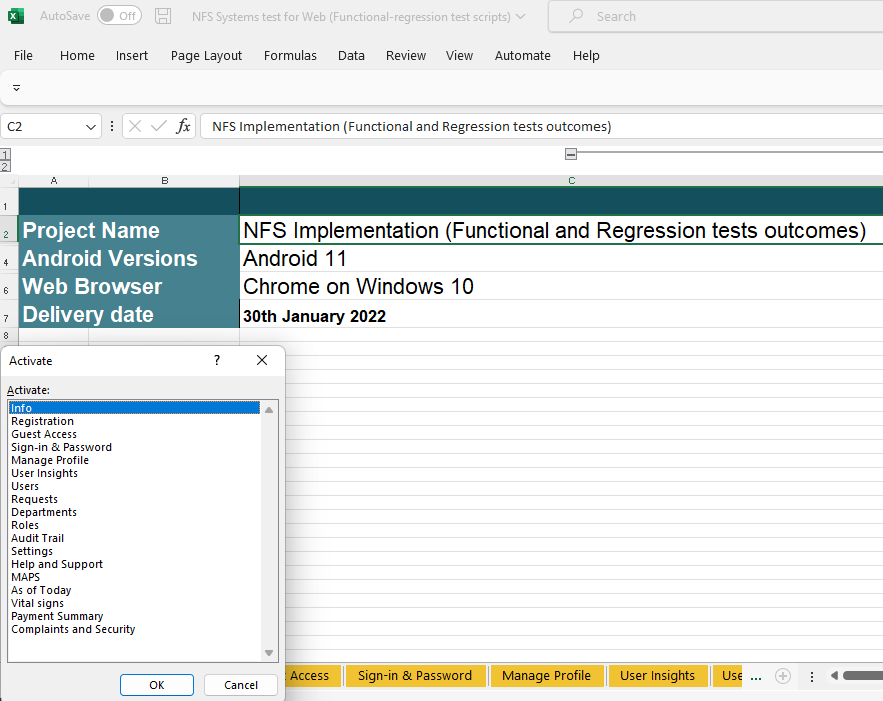 AutoSave Off NFS Systems test for Web (Functional-regression test scripts) Search
File Home Insert Page Layout Formulas Data Review View Automate Help
C2 fx NFS Implementation (Functional and Regression tests outcomes)
1
2
A B C
1
2 Project Name NFS Implementation (Functional and Regression tests outcomes)
4 Android Versions Android 11
6 Web Browser Chrome on Windows 10
7 Delivery date 30th January 2022
8
Activate ?
Activate:
Info
Registration
Guest Access
Sign-in & Password
Manage Profile
User Insights
Users
Requests
Departments
Roles
Audit Trail
Settings
Help and Support
MAPS
As of Today
Vital signs
Payment Summary
Complaints and Security
OK Cancel
Access Sign-in & Password Manage Profile User Insights Use ...